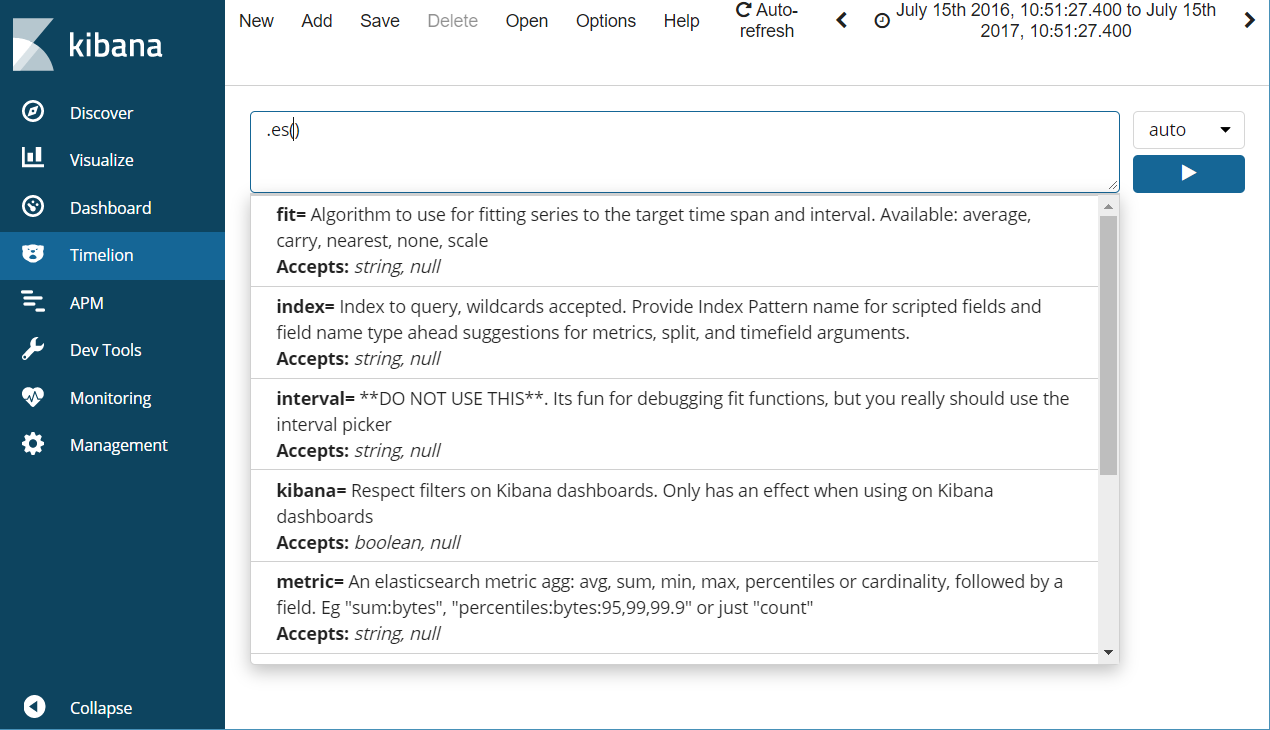 kibana
Discover
Visualize
Dashboard
Timelion
APM
Dev Tools
Monitoring
Management
Collapse
New Add Save Delete Open Options Help Auto-
refresh
July 15th 2016, 10:51:27.400 to July 15th
2017, 10:51:27.400
.es()
auto
fit= Algorithm to use for fitting series to the target time span and interval. Available: average,
carry, nearest, none, scale
Accepts: string, null
index= Index to query, wildcards accepted. Provide Index Pattern name for scripted fields and
field name type ahead suggestions for metrics, split, and timefield arguments.
Accepts: string, null
interval= **DO NOT USE THIS**. Its fun for debugging fit functions, but you really should use the
interval picker
Accepts: string, null
kibana= Respect filters on Kibana dashboards. Only has an effect when using on Kibana
dashboards
Accepts: boolean, null
metric= An elasticsearch metric agg: avg, sum, min, max, percentiles or cardinality, followed by a
field. Eg "sum:bytes", "percentiles:bytes:95,99,99.9" or just "count"
Accepts: string, null